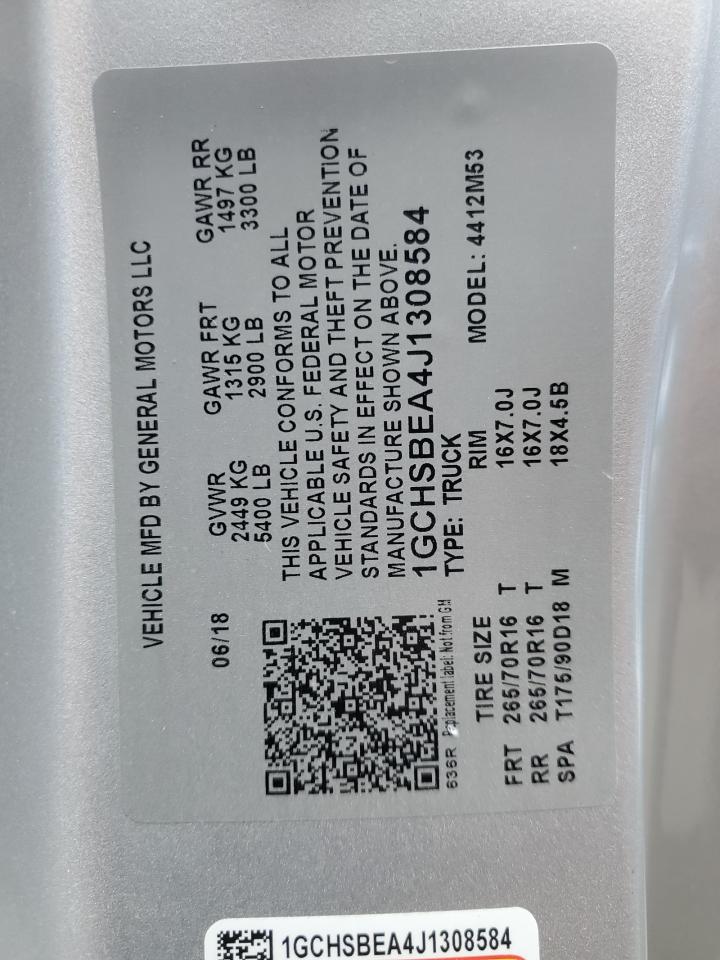 VEHICLE MFD BY GENERAL MOTORS LLC
06/18
GVWR GAWR FRT GAWR RR
2449 KG 1315 KG 1497 KG
5400 LB 2900 LB 3300 LB
THIS VEHICLE CONFORMS TO ALL
APPLICABLE U.S. FEDERAL MOTOR
VEHICLE SAFETY AND THEFT PREVENTION
STANDARDS IN EFFECT ON THE DATE OF
MANUFACTURE SHOWN ABOVE.
1GCHSBEA4J1308584
636R Replacement label: Not from GM
TYPE: TRUCK MODEL: 4412M53
TIRE SIZE RIM
FRT 265/70R16 T 16X7.0J
RR 265/70R16 T 16X7.0J
SPA T175/90D18 M 18X4.5B
1GCHSBEA4J1308584